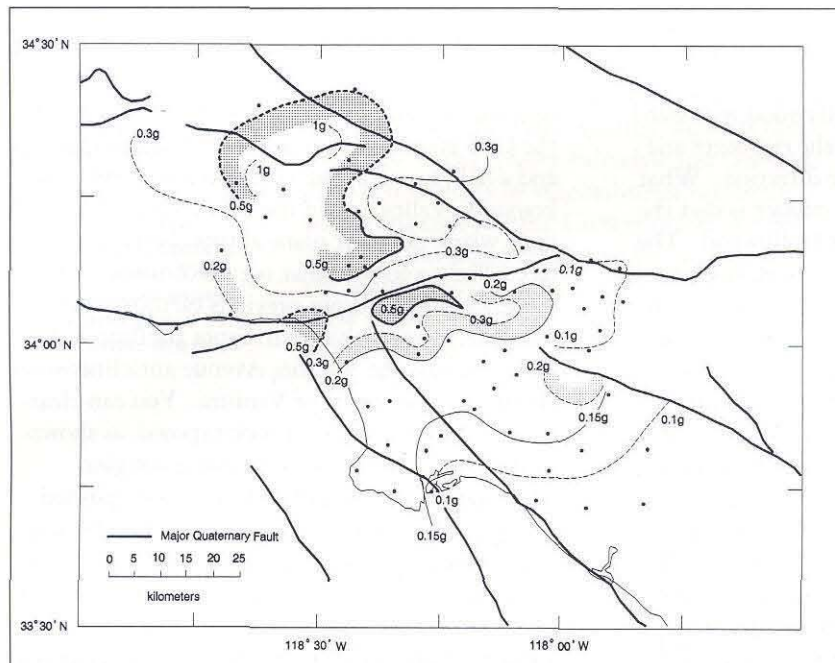 34°30' N
1g
0.3g
0.3g
1g
0.5g
0.3g
0.5g
0.1g
0.2g
0.2g
0.5g
0.3g
0.1g
34°00' N
0.5g
0.3g
0.2g
0.2g
0.15g
0.1g
0.1g
0.15g
Major Quaternary Fault
0 5 10 15 20 25
kilometers
33°30' N
118°30' W
118°00' W